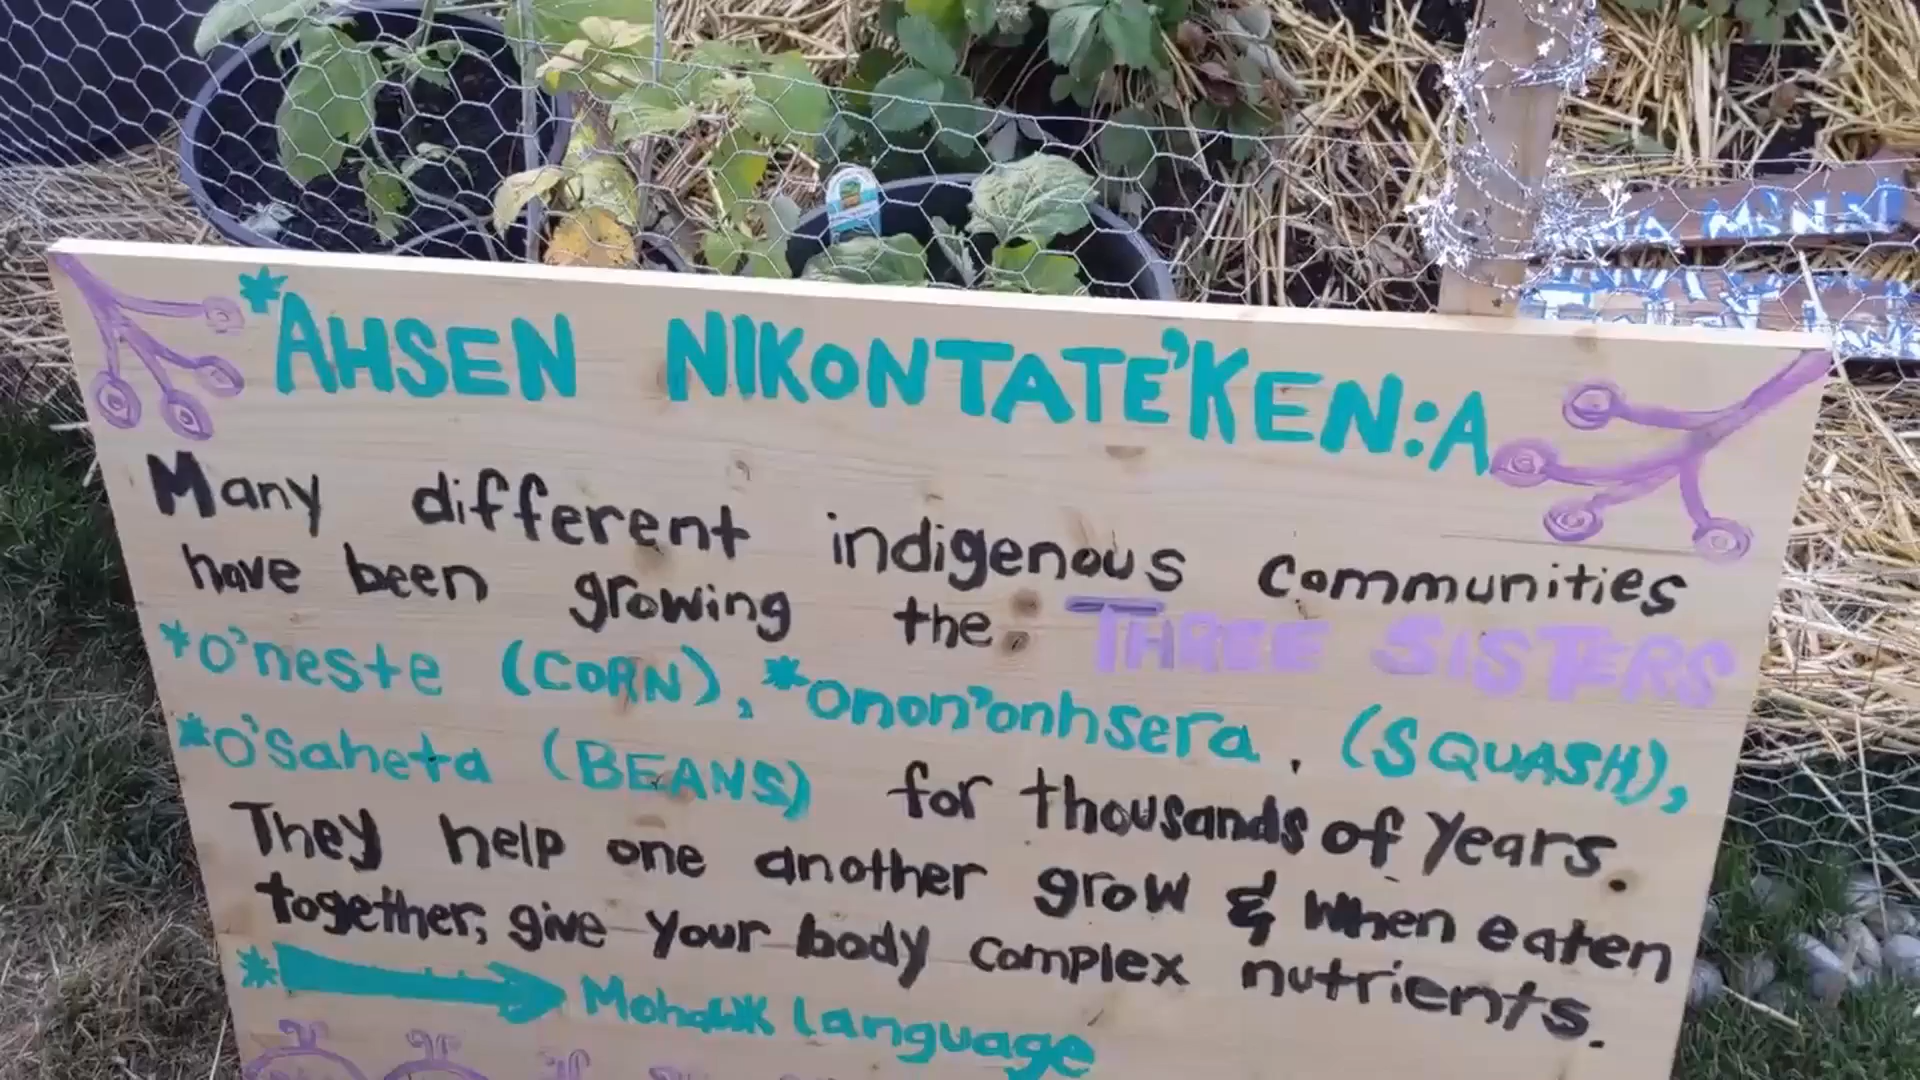 *AHSEN NIKONTATE'KEN:A
Many different indigenous communities
have been growing the THREE SISTERS
*o'neste (CORN), *onon'onhsera, (SQUASH),
*o'saheta (BEANS) for thousands of years.
They help one another grow & when eaten
together, give your body complex nutrients.
* Mohawk Language